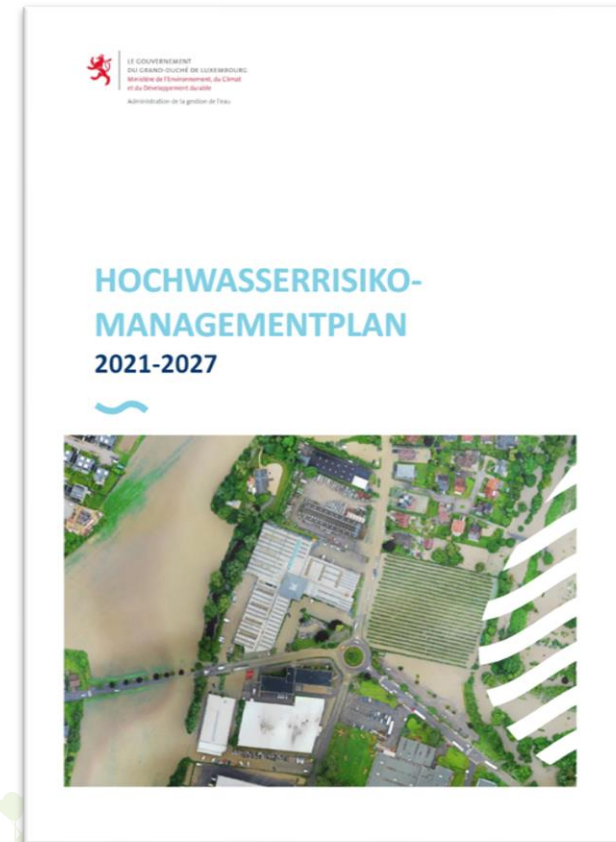 LE GOUVERNEMENT
DU GRAND-DUCHÉ DE LUXEMBOURG
Ministère de l'Environnement, du Climat
et du Développement durable
Administration de la gestion de l'eau
HOCHWASSERRISIKO-
MANAGEMENTPLAN
2021-2027